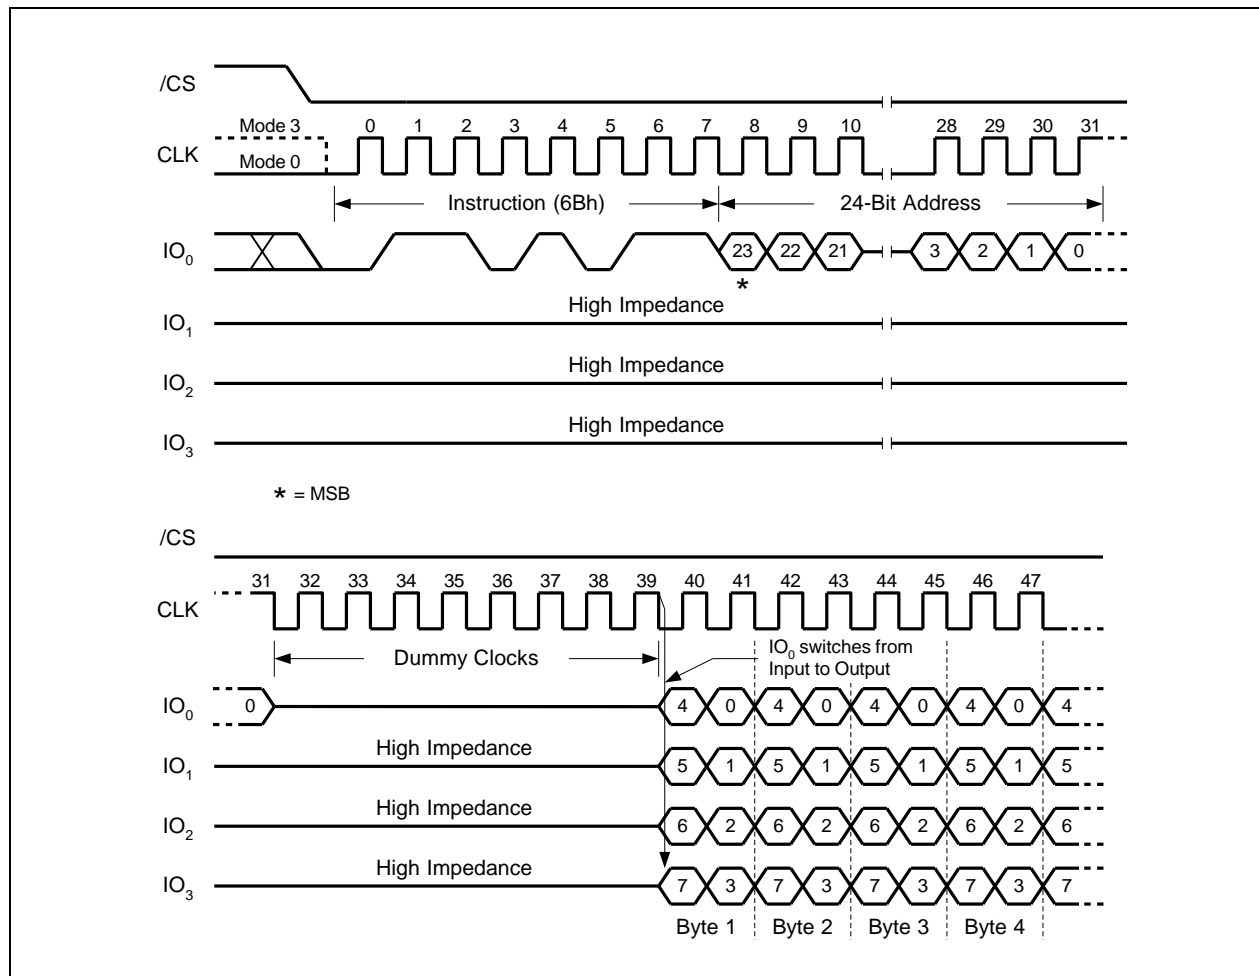 /CS
Mode 3 0 1 2 3 4 5 6 7 8 9 10 28 29 30 31
CLK
Mode 0
Instruction (6Bh) 24-Bit Address
IO0 23 22 21 3 2 1 0
*
High Impedance
IO1
High Impedance
IO2
High Impedance
IO3
* = MSB
/CS
31 32 33 34 35 36 37 38 39 40 41 42 43 44 45 46 47
CLK
IO0 switches from
Input to Output
Dummy Clocks
IO0 0 4 0 4 0 4 0 4 0 4
High Impedance
IO1 5 1 5 1 5 1 5 1 5
High Impedance
IO2 6 2 6 2 6 2 6 2 6
High Impedance
IO3 7 3 7 3 7 3 7 3 7
Byte 1 Byte 2 Byte 3 Byte 4